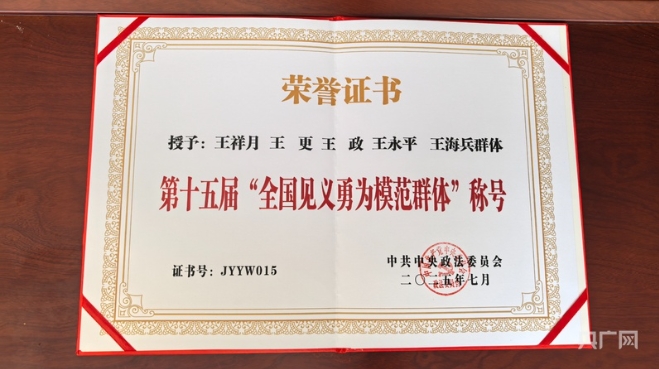 荣誉证书
授予：王祥月 王 更 王 政 王永平 王海兵群体
第十五届“全国见义勇为模范群体”称号
证书号：JYYW015
中共中央政法委员会
二〇二五年七月
央广网